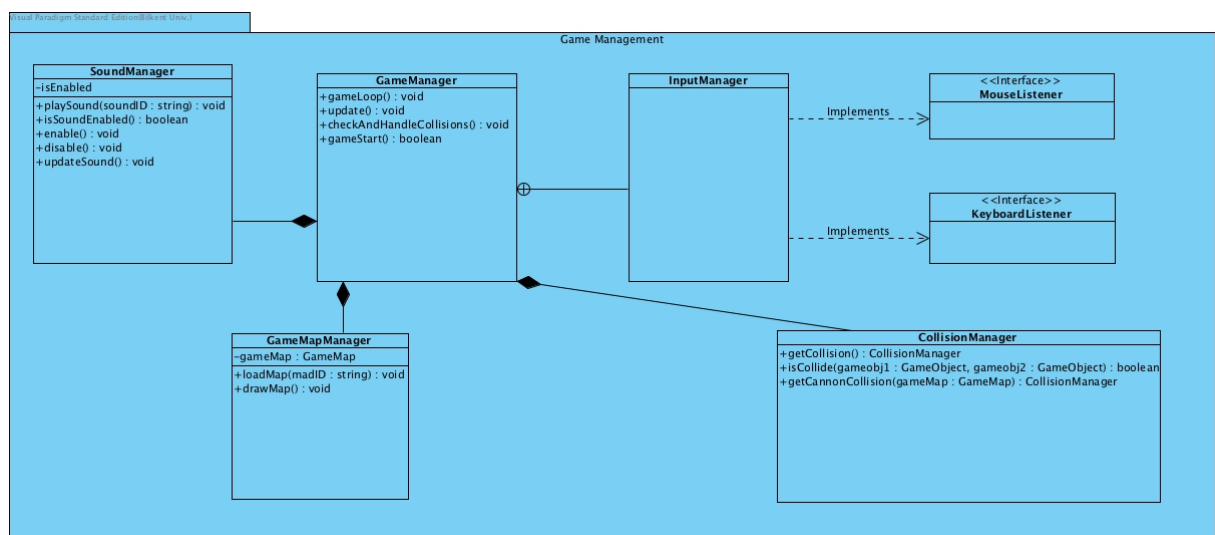 Visual Paradigm Standard Edition(Bilkent Univ.)
Game Management
SoundManager
-isEnabled
+playSound(soundID : string) : void
+isSoundEnabled() : boolean
+enable() : void
+disable() : void
+updateSound() : void
GameManager
+gameLoop() : void
+update() : void
+checkAndHandleCollisions() : void
+gameStart() : boolean
InputManager
Implements
Implements
<<Interface>>
MouseListener
<<Interface>>
KeyboardListener
GameMapManager
-gameMap : GameMap
+loadMap(madID : string) : void
+drawMap() : void
CollisionManager
+getCollision() : CollisionManager
+isCollide(gameobj1 : GameObject, gameobj2 : GameObject) : boolean
+getCannonCollision(gameMap : GameMap) : CollisionManager